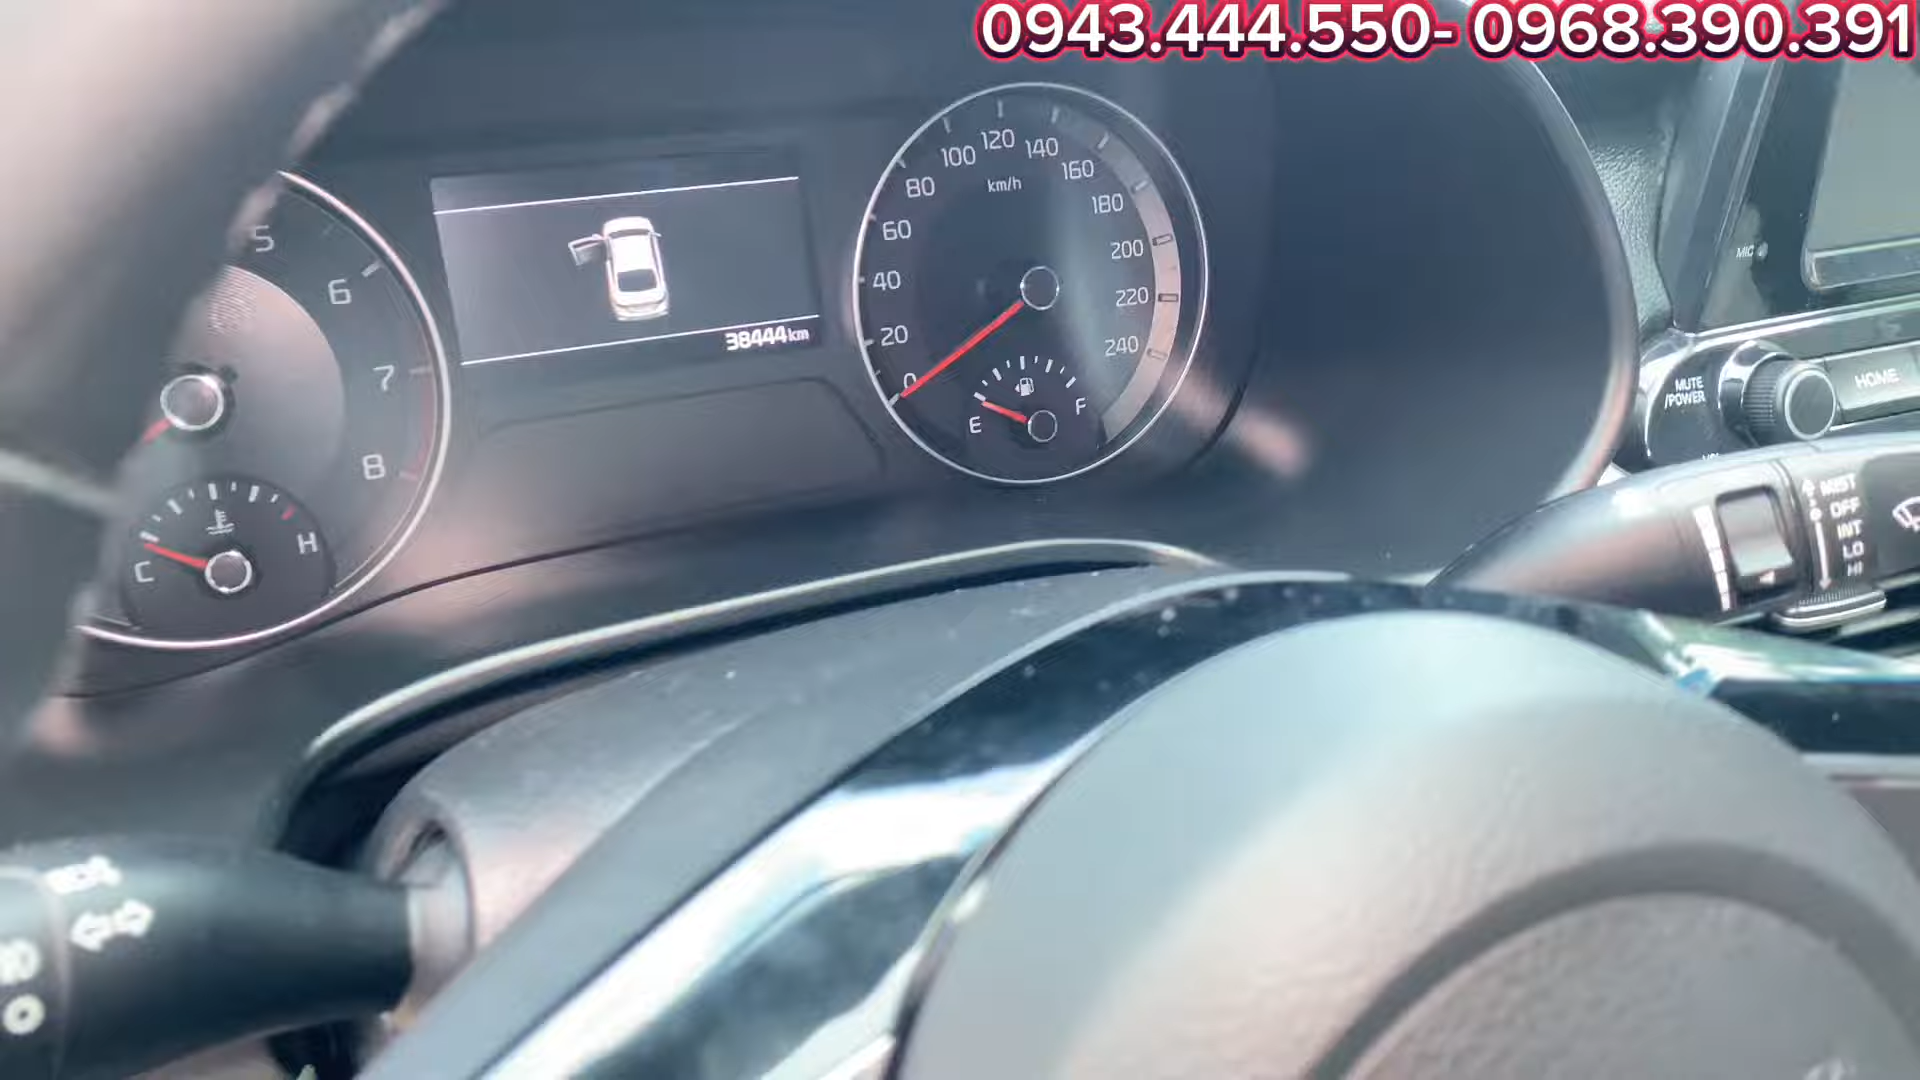 0943.444.550- 0968.390.391
5
6
7
8
C
H
38444km
0
20
40
60
80
100
120
140
160
180
200
220
240
km/h
E
F
MIC
MUTE
/POWER
HOME
MIST
OFF
INT
LO
HI